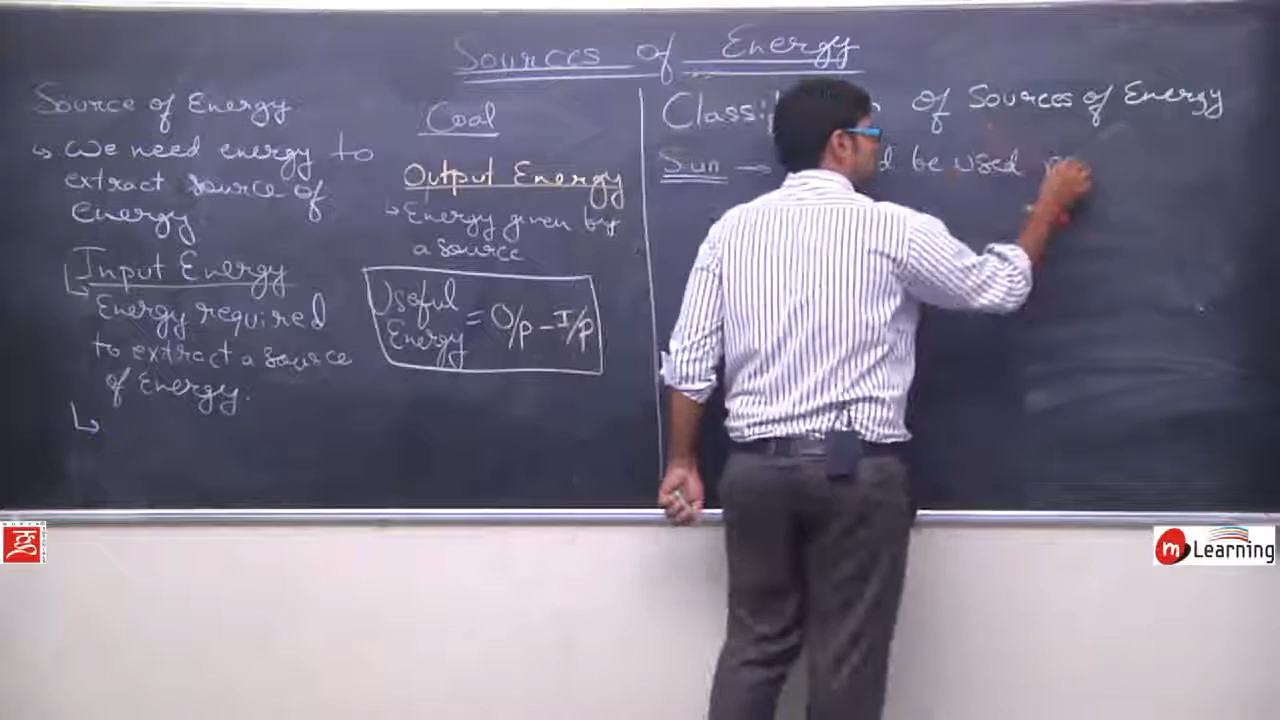 Sources of Energy
Source of Energy
↳ We need energy to
extract source of
energy
↳ Input Energy
Energy required
to extract a source
of Energy.
↳
Coal
Output Energy
↳ Energy given by
a source
Useful Energy = O/p - I/p
of Sources of Energy
Sun →
be used
m Learning